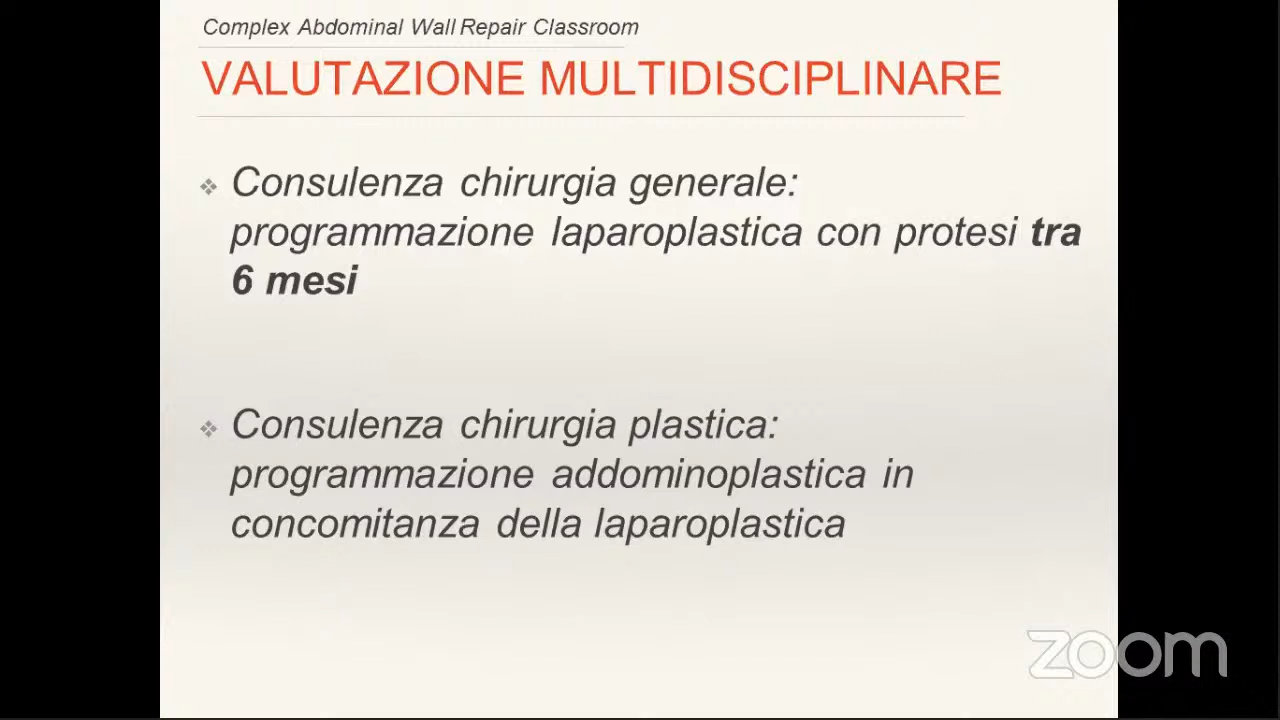 Complex Abdominal Wall Repair Classroom
VALUTAZIONE MULTIDISCIPLINARE
Consulenza chirurgia generale:
programmazione laparoplastica con protesi tra
6 mesi
Consulenza chirurgia plastica:
programmazione addominoplastica in
concomitanza della laparoplastica
zoom